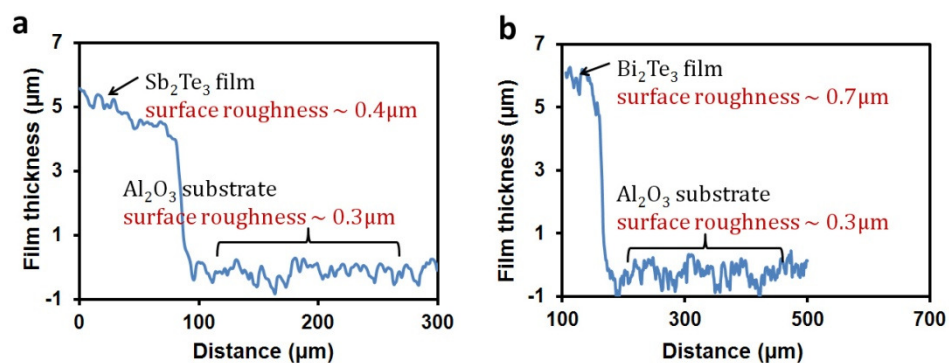 a
Film thickness (µm)
7
5
3
1
-1
Sb₂Te₃ film
surface roughness ~ 0.4µm
Al₂O₃ substrate
surface roughness ~ 0.3µm
0
100
200
300
Distance (µm)
b
Film thickness (µm)
7
5
3
1
-1
Bi₂Te₃ film
surface roughness ~ 0.7µm
Al₂O₃ substrate
surface roughness ~ 0.3µm
100
300
500
700
Distance (µm)